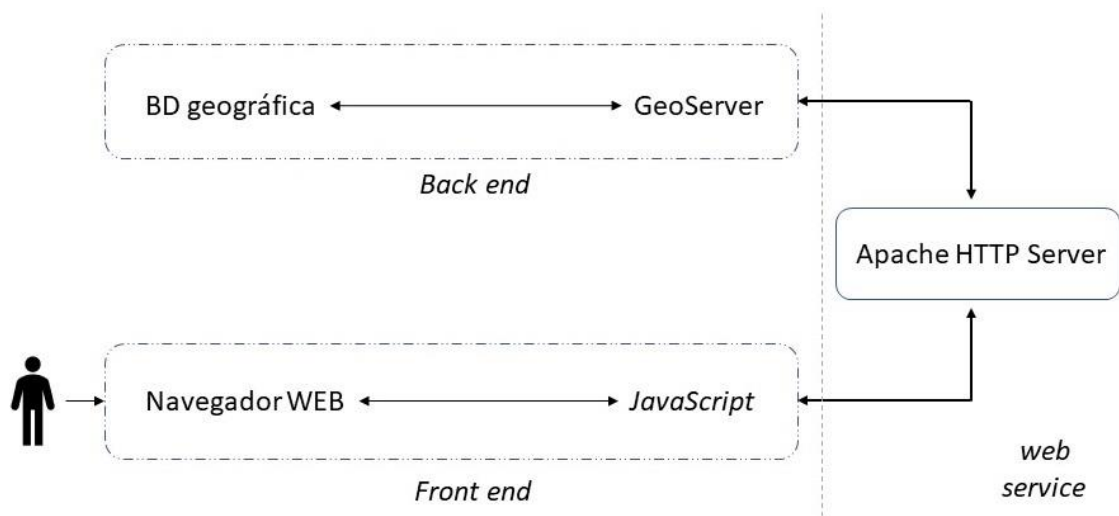 BD geográfica
GeoServer
Back end
Apache HTTP Server
Navegador WEB
JavaScript
Front end
web
service